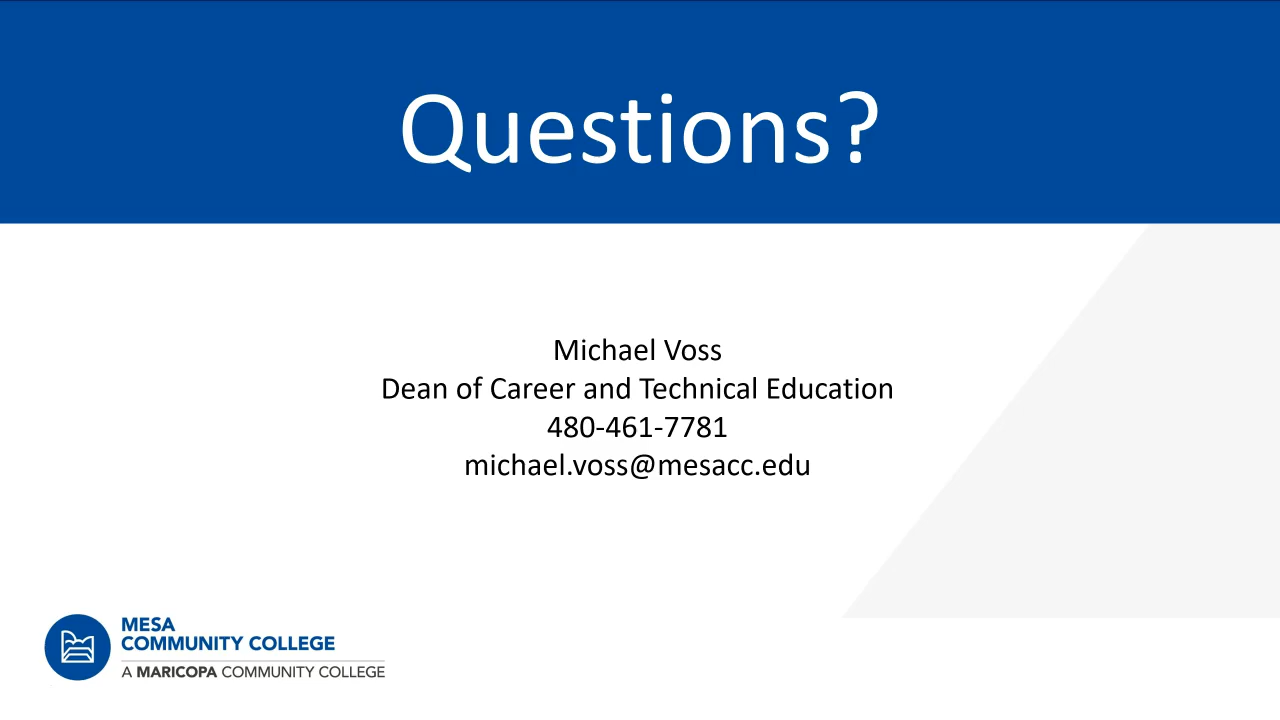 Questions?
Michael Voss
Dean of Career and Technical Education
480-461-7781
michael.voss@mesacc.edu
MESA
COMMUNITY COLLEGE
A MARICOPA COMMUNITY COLLEGE